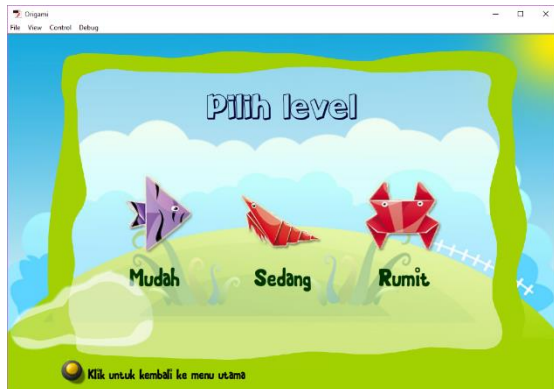 Origami
File View Control Debug
Pilih level
Mudah Sedang Rumit
Klik untuk kembali ke menu utama